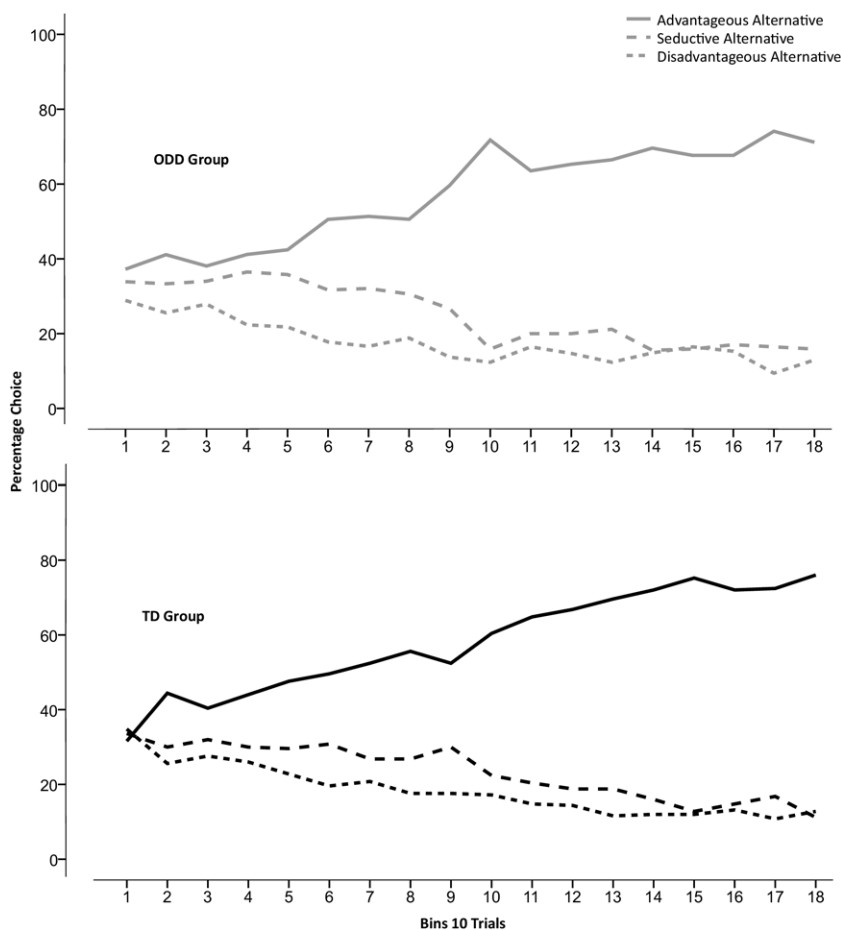 Advantageous Alternative
Seductive Alternative
Disadvantageous Alternative
100
80
ODD Group
60
40
20
0
1 2 3 4 5 6 7 8 9 10 11 12 13 14 15 16 17 18
Percentage Choice
100
80
TD Group
60
40
20
0
1 2 3 4 5 6 7 8 9 10 11 12 13 14 15 16 17 18
Bins 10 Trials